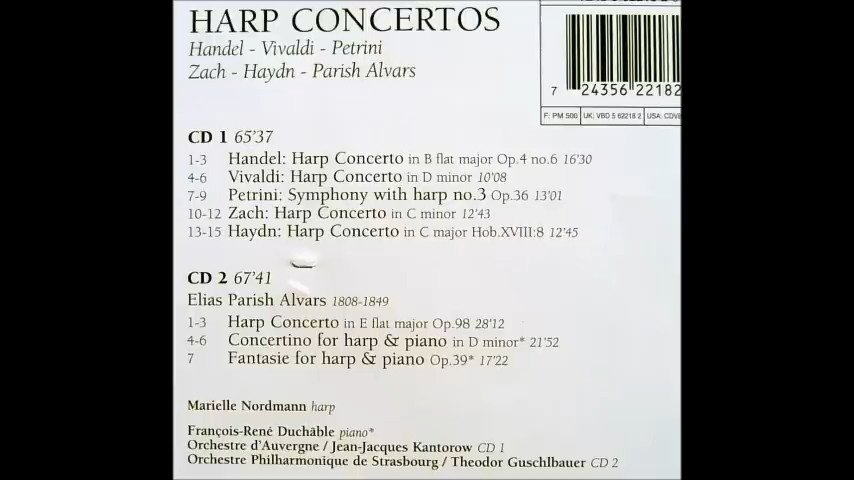 HARP CONCERTOS
Handel - Vivaldi - Petrini
Zach - Haydn - Parish Alvars
7 24356 22182
F: PM 500 UK: VBD 5 62218 2 USA: CDVB
CD 1 65'37
1-3 Handel: Harp Concerto in B flat major Op.4 no.6 16'30
4-6 Vivaldi: Harp Concerto in D minor 10'08
7-9 Petrini: Symphony with harp no.3 Op.36 13'01
10-12 Zach: Harp Concerto in C minor 12'43
13-15 Haydn: Harp Concerto in C major Hob.XVIII:8 12'45
CD 2 67'41
Elias Parish Alvars 1808-1849
1-3 Harp Concerto in E flat major Op.98 28'12
4-6 Concertino for harp & piano in D minor* 21'52
7 Fantasie for harp & piano Op.39* 17'22
Marielle Nordmann harp
François-René Duchâble piano*
Orchestre d'Auvergne / Jean-Jacques Kantorow CD 1
Orchestre Philharmonique de Strasbourg / Theodor Guschlbauer CD 2